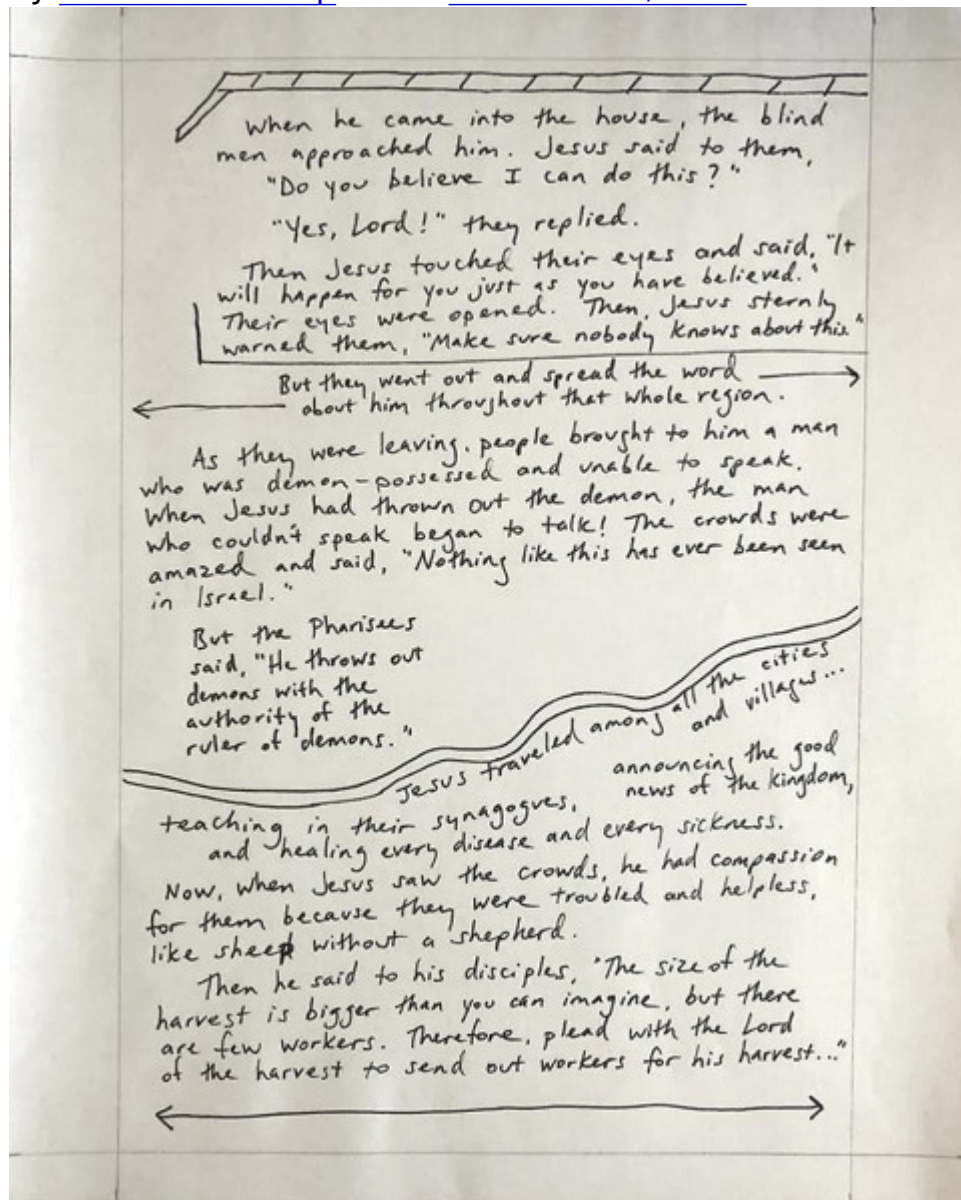 When he came into the house, the blind
men approached him. Jesus said to them,
"Do you believe I can do this?"
"Yes, Lord!" they replied.
Then Jesus touched their eyes and said, "It
will happen for you just as you have believed."
Their eyes were opened. Then, Jesus sternly
warned them, "Make sure nobody knows about this."
But they went out and spread the word
about him throughout that whole region.
As they were leaving, people brought to him a man
who was demon-possessed and unable to speak.
When Jesus had thrown out the demon, the man
who couldn't speak began to talk! The crowds were
amazed and said, "Nothing like this has ever been seen
in Israel."
But the Pharisees
said, "He throws out
demons with the
authority of the
ruler of demons."
Jesus traveled among all the cities
and villages...
announcing the good
news of the kingdom,
teaching in their synagogues,
and healing every disease and every sickness.
Now, when Jesus saw the crowds, he had compassion
for them because they were troubled and helpless,
like sheep without a shepherd.
Then he said to his disciples, "The size of the
harvest is bigger than you can imagine, but there
are few workers. Therefore, plead with the Lord
of the harvest to send out workers for his harvest..."